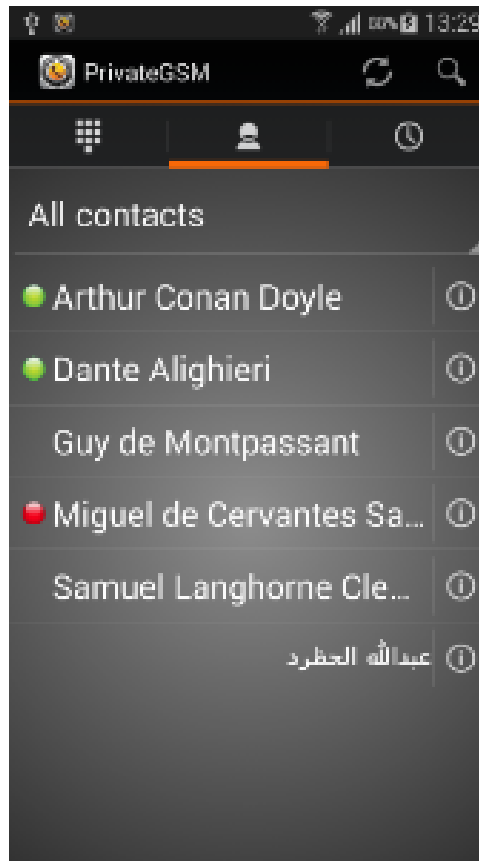 13:29
PrivateGSM
All contacts
Arthur Conan Doyle
Dante Alighieri
Guy de Montpassant
Miguel de Cervantes Sa...
Samuel Langhorne Cle...
عبدالله الحظرد